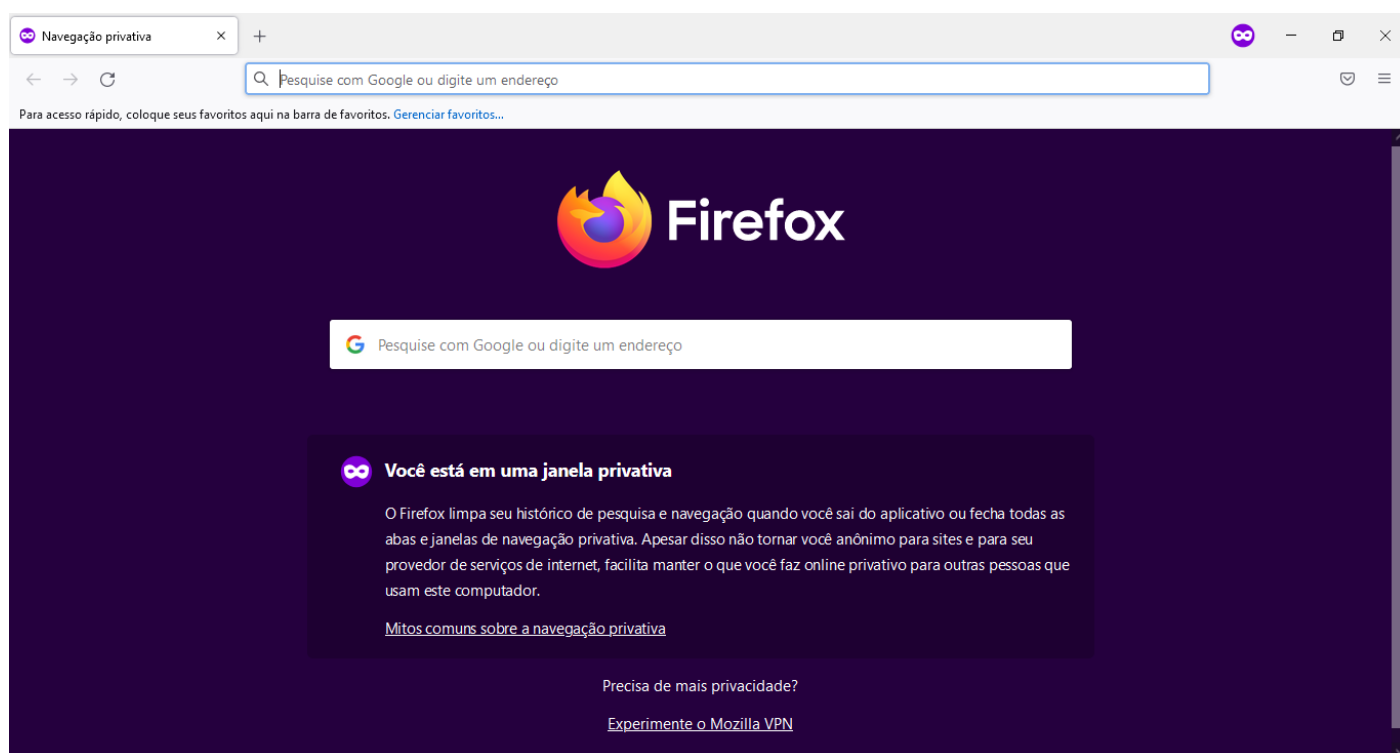 Navegação privativa
Pesquise com Google ou digite um endereço
Para acesso rápido, coloque seus favoritos aqui na barra de favoritos. Gerenciar favoritos...
Firefox
Pesquise com Google ou digite um endereço
Você está em uma janela privativa
O Firefox limpa seu histórico de pesquisa e navegação quando você sai do aplicativo ou fecha todas as
abas e janelas de navegação privativa. Apesar disso não tornar você anônimo para sites e para seu
provedor de serviços de internet, facilita manter o que você faz online privativo para outras pessoas que
usam este computador.
Mitos comuns sobre a navegação privativa
Precisa de mais privacidade?
Experimente o Mozilla VPN